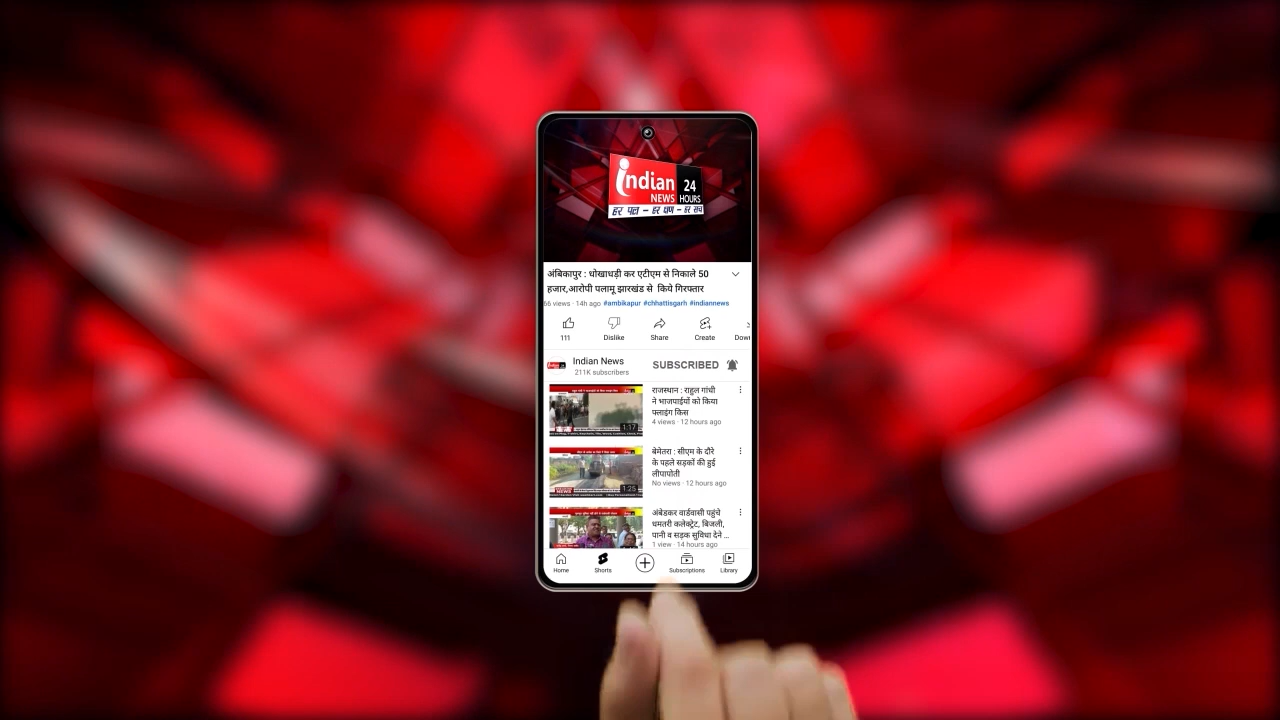 indian
NEWS
24
HOURS
हर पल - हर क्षण - हर सच
अंबिकापुर : धोखाधड़ी कर एटीएम से निकाले 50
हजार,आरोपी पलामू झारखंड से किये गिरफ्तार
66 views · 14h ago #ambikapur #chhattisgarh #indiannews
111
Dislike
Share
Create
Down
Indian News
211K subscribers
SUBSCRIBED
1:17
राजस्थान : राहुल गांधी
ने भाजपाईयों को किया
फ्लाइंग किस
4 views · 12 hours ago
NEWS
1:25
बेमेतरा : सीएम के दौरे
के पहले सड़कों की हुई
लीपापोती
No views · 12 hours ago
अंबेडकर वार्डवासी पहुंचे
धमतरी कलेक्ट्रेट, बिजली,
पानी व सड़क सुविधा देने ...
1 view · 14 hours ago
Home
Shorts
Subscriptions
Library